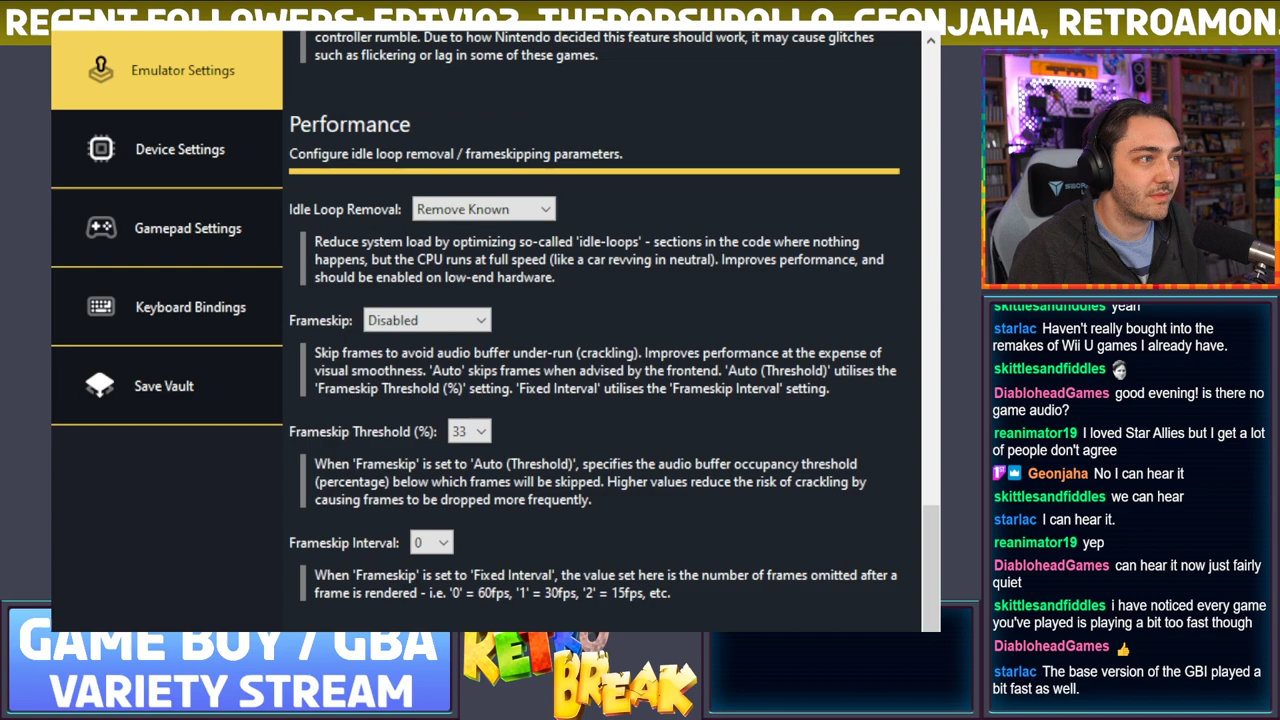 RECENT FOLLOWERS: EPTV103, THEPOPSUPOLLO, GEONJAHA, RETROAMON
Emulator Settings
Device Settings
Gamepad Settings
Keyboard Bindings
Save Vault
controller rumble. Due to how Nintendo decided this feature should work, it may cause glitches
such as flickering or lag in some of these games.
Performance
Configure idle loop removal / frameskipping parameters.
Idle Loop Removal: Remove Known
Reduce system load by optimizing so-called 'idle-loops' - sections in the code where nothing
happens, but the CPU runs at full speed (like a car revving in neutral). Improves performance, and
should be enabled on low-end hardware.
Frameskip: Disabled
Skip frames to avoid audio buffer under-run (crackling). Improves performance at the expense of
visual smoothness. 'Auto' skips frames when advised by the frontend. 'Auto (Threshold)' utilises the
'Frameskip Threshold (%)' setting. 'Fixed Interval' utilises the 'Frameskip Interval' setting.
Frameskip Threshold (%): 33
When 'Frameskip' is set to 'Auto (Threshold)', specifies the audio buffer occupancy threshold
(percentage) below which frames will be skipped. Higher values reduce the risk of crackling by
causing frames to be dropped more frequently.
Frameskip Interval: 0
When 'Frameskip' is set to 'Fixed Interval', the value set here is the number of frames omitted after a
frame is rendered - i.e. '0' = 60fps, '1' = 30fps, '2' = 15fps, etc.
GAME BOY / GBA
VARIETY STREAM
RETRO
BREAK
skittlesandfiddles yeah
starlac Haven't really bought into the
remakes of Wii U games I already have.
skittlesandfiddles
DiabloheadGames good evening! is there no
game audio?
reanimator19 I loved Star Allies but I get a lot
of people don't agree
Geonjaha No I can hear it
skittlesandfiddles we can hear
starlac I can hear it.
reanimator19 yep
DiabloheadGames can hear it now just fairly
quiet
skittlesandfiddles i have noticed every game
you've played is playing a bit too fast though
DiabloheadGames
starlac The base version of the GBI played a
bit fast as well.